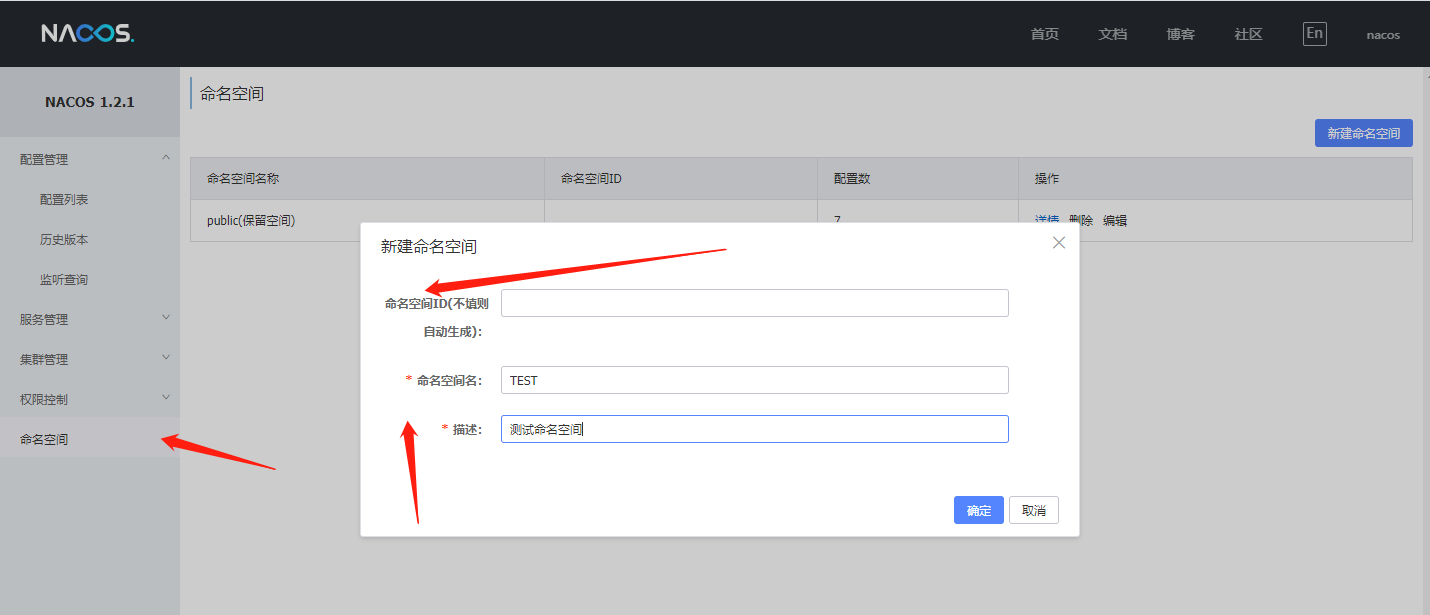 NACOS.
首页 文档 博客 社区 En nacos
NACOS 1.2.1
配置管理
配置列表
历史版本
监听查询
服务管理
集群管理
权限控制
命名空间
命名空间
新建命名空间
命名空间名称 命名空间ID 配置数 操作
public(保留空间) 7 详情 删除 编辑
新建命名空间
命名空间ID(不填则
自动生成):
* 命名空间名: TEST
* 描述: 测试命名空间
确定 取消